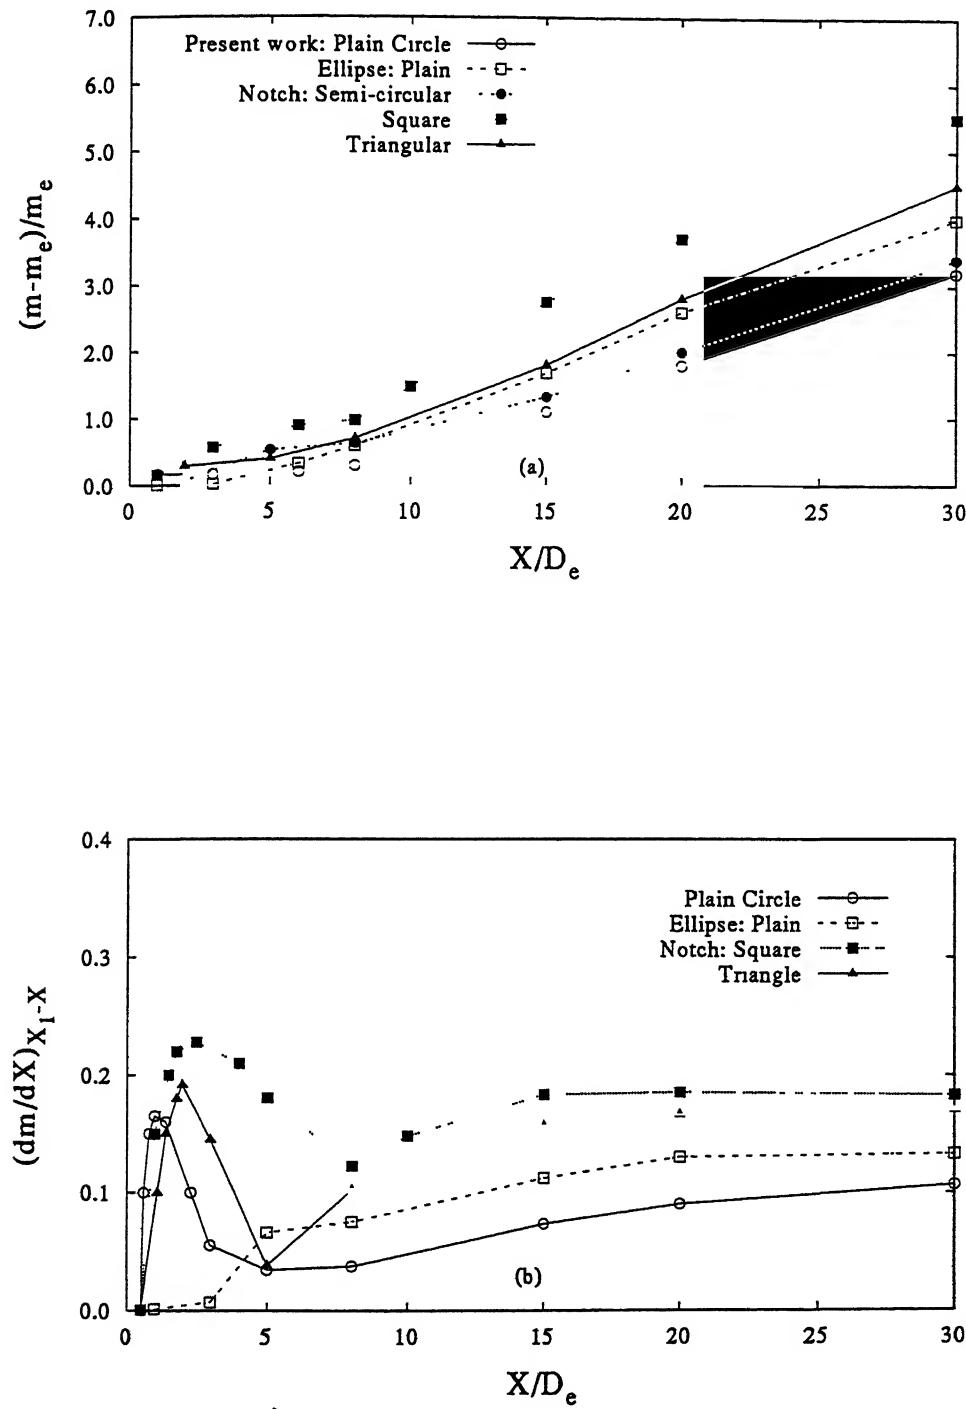 7.0
6.0
5.0
4.0
3.0
2.0
1.0
0.0
(m-m_e)/m_e
Present work: Plain Circle
Ellipse: Plain
Notch: Semi-circular
Square
Triangular
(a)
0 5 10 15 20 25 30
X/D_e
0.4
0.3
0.2
0.1
0.0
(dm/dX)_{X_1-X}
Plain Circle
Ellipse: Plain
Notch: Square
Triangle
(b)
0 5 10 15 20 25 30
X/D_e